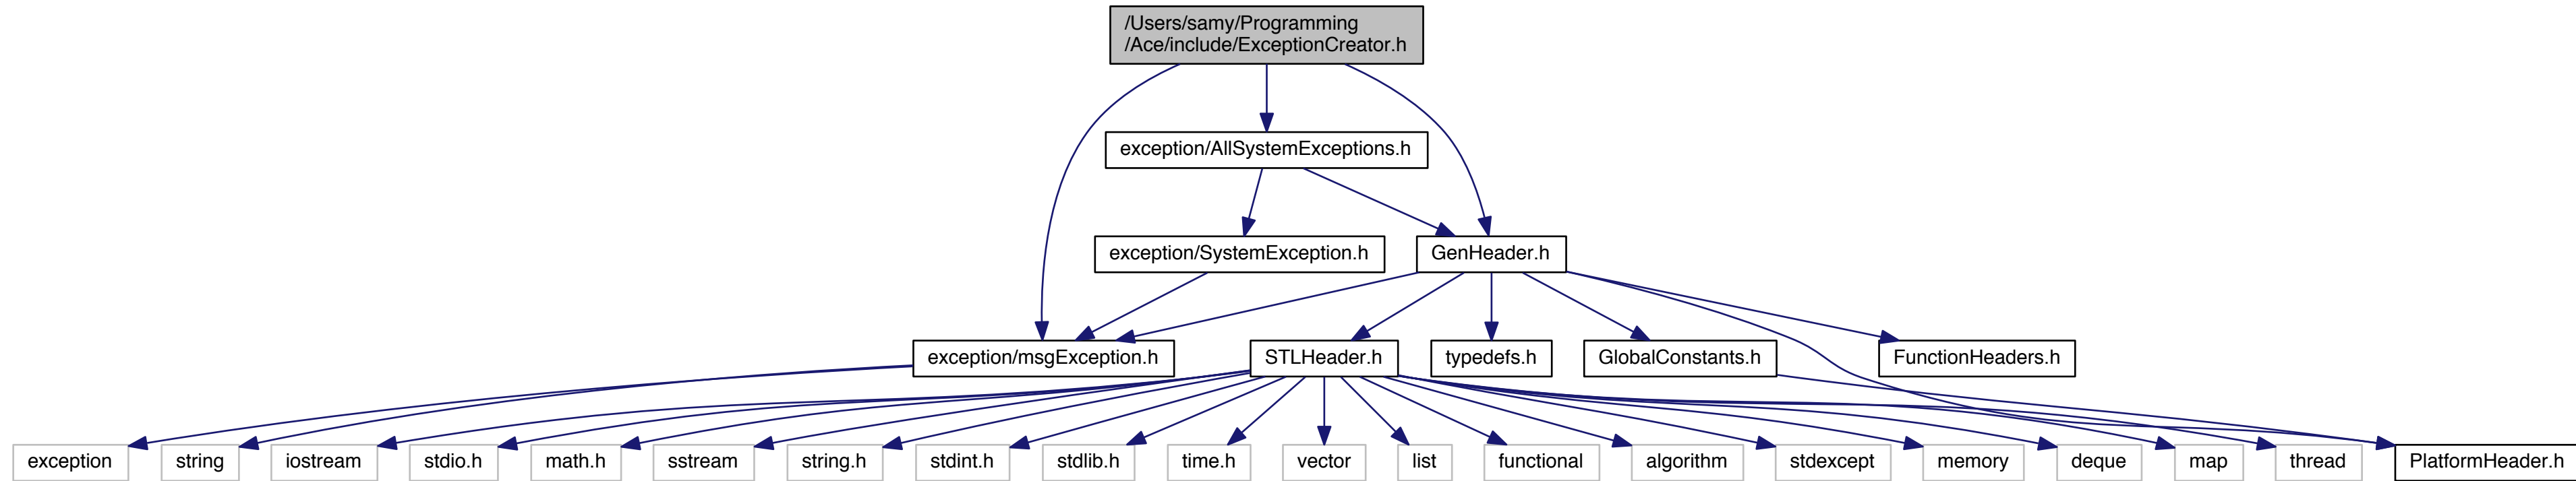 /Users/samy/Programming
/Ace/include/ExceptionCreator.h
exception/AllSystemExceptions.h
exception/SystemException.h
GenHeader.h
exception/msgException.h
STLHeader.h
typedefs.h
GlobalConstants.h
FunctionHeaders.h
exception
string
iostream
stdio.h
math.h
sstream
string.h
stdint.h
stdlib.h
time.h
vector
list
functional
algorithm
stdexcept
memory
deque
map
thread
PlatformHeader.h